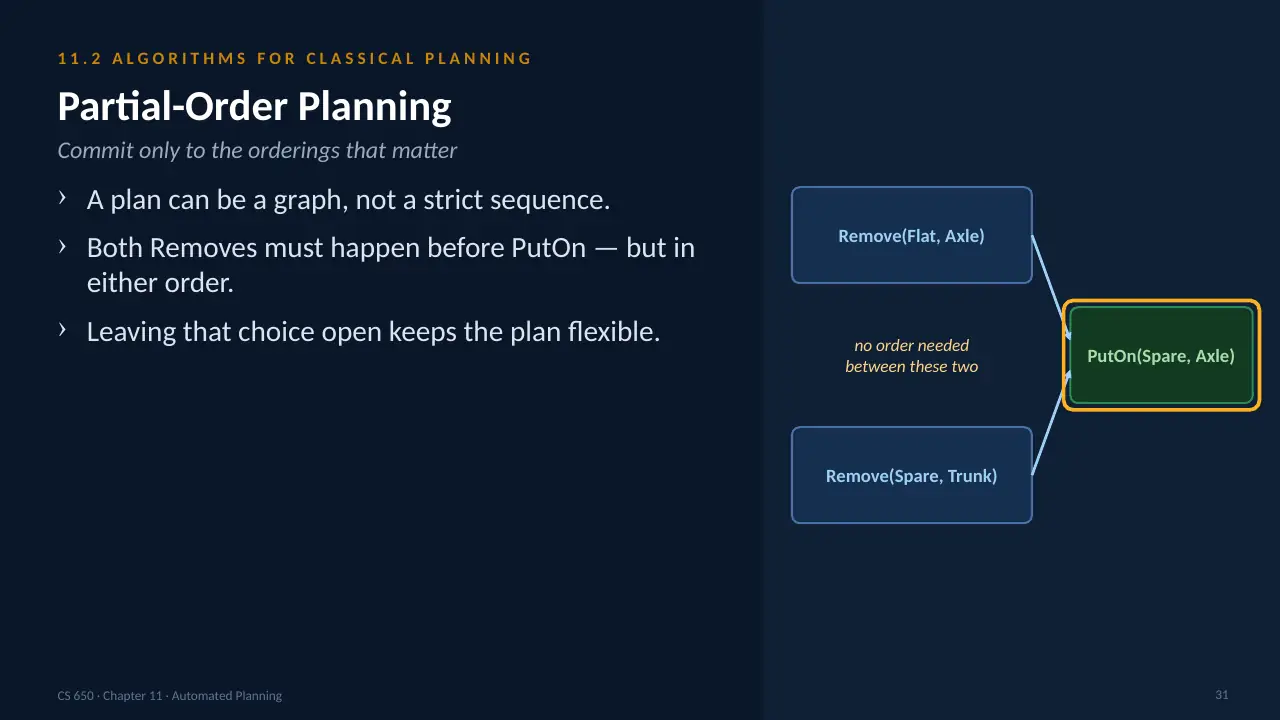 11.2 ALGORITHMS FOR CLASSICAL PLANNING
Partial-Order Planning
Commit only to the orderings that matter
› A plan can be a graph, not a strict sequence.
› Both Removes must happen before PutOn — but in
either order.
› Leaving that choice open keeps the plan flexible.
Remove(Flat, Axle)
no order needed
between these two
PutOn(Spare, Axle)
Remove(Spare, Trunk)
CS 650 · Chapter 11 · Automated Planning
31